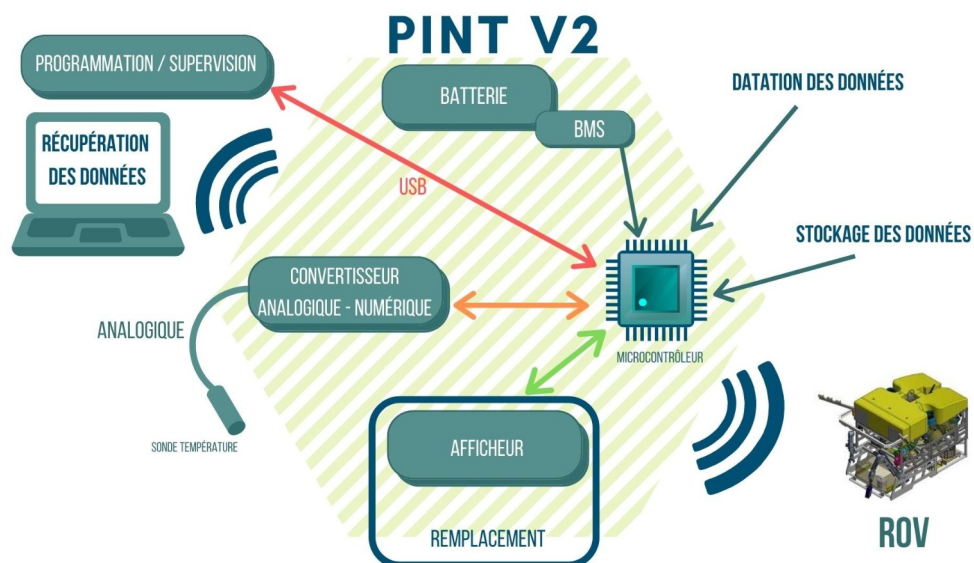 PINT V2
PROGRAMMATION / SUPERVISION
BATTERIE
BMS
DATATION DES DONNÉES
RÉCUPÉRATION
DES DONNÉES
USB
STOCKAGE DES DONNÉES
CONVERTISSEUR
ANALOGIQUE - NUMÉRIQUE
ANALOGIQUE
MICROCONTRÔLEUR
SONDE TEMPÉRATURE
AFFICHEUR
REMPLACEMENT
ROV